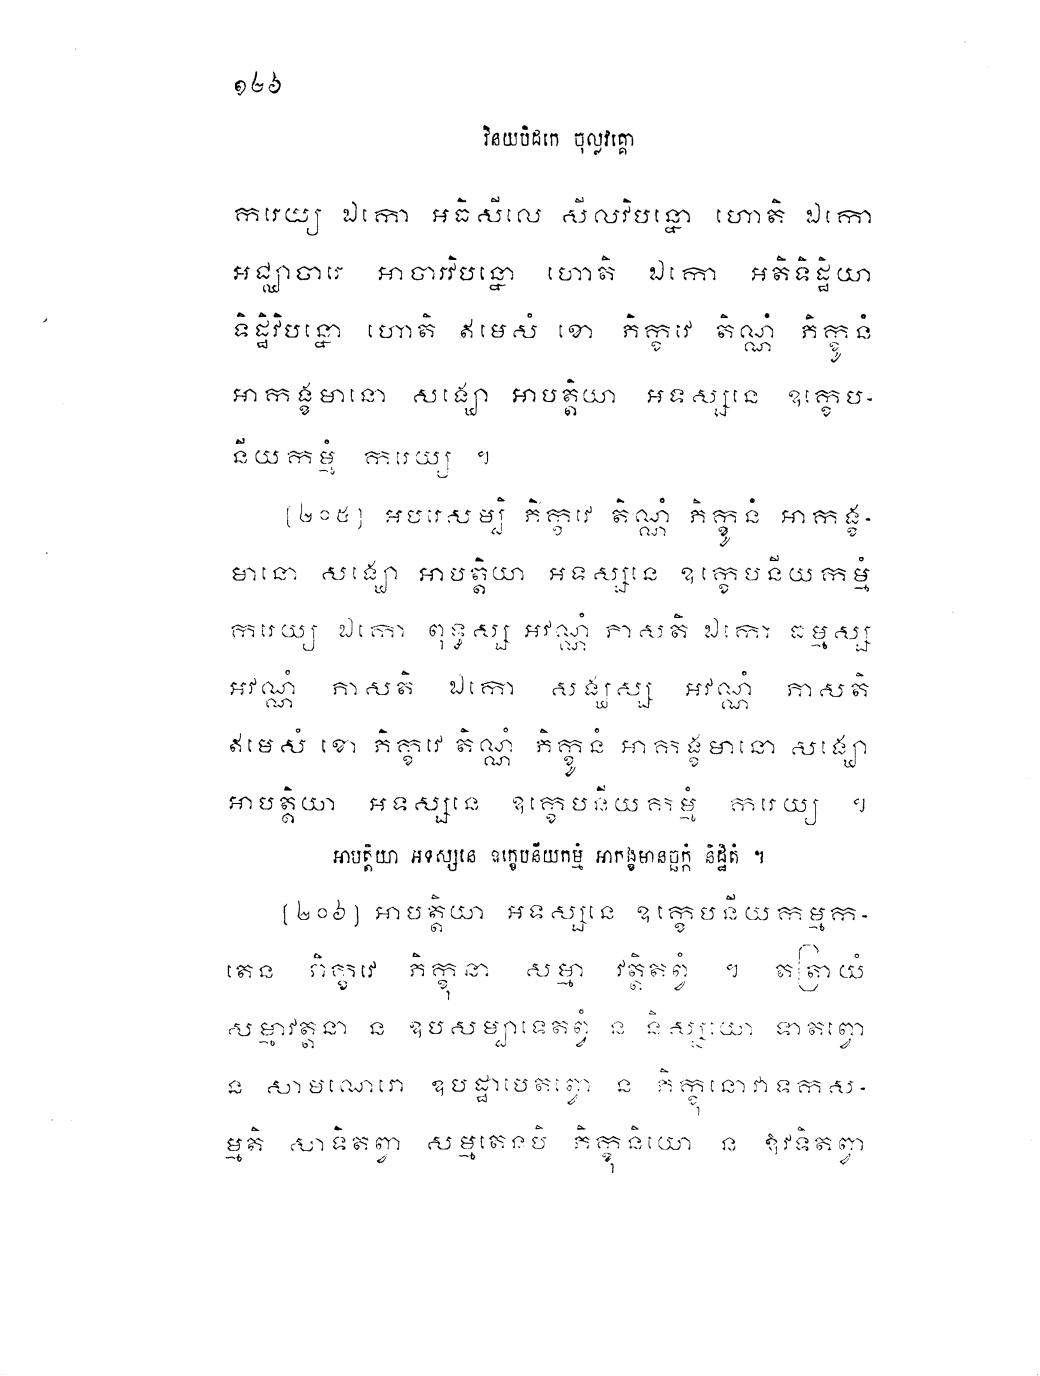 ១២៦
វិនយបិដកេ ចុល្លវគ្គោ
ករេយ្យ ឯកោ អធិសីលេ សីលវិបន្នោ ហោតិ ឯកោ
អជ្ឈាចារេ អាចារវិបន្នោ ហោតិ ឯកោ អតិទិដ្ឋិយា
ទិដ្ឋិវិបន្នោ ហោតិ ឥមេសំ ខោ ភិក្ខវេ តិណ្ណំ ភិក្ខូនំ
អាកង្ខមានោ សង្ឃោ អាបត្តិយា អទស្សនេ ឧក្ខេប-
នីយកម្មំ ករេយ្យ ។
[២០៥] អបរេសម្បិ ភិក្ខវេ តិណ្ណំ ភិក្ខូនំ អាកង្ខ-
មានោ សង្ឃោ អាបត្តិយា អទស្សនេ ឧក្ខេបនីយកម្មំ
ករេយ្យ ឯកោ ពុទ្ធស្ស អវណ្ណំ ភាសតិ ឯកោ ធម្មស្ស
អវណ្ណំ ភាសតិ ឯកោ សង្ឃស្ស អវណ្ណំ ភាសតិ
ឥមេសំ ខោ ភិក្ខវេ តិណ្ណំ ភិក្ខូនំ អាកង្ខមានោ សង្ឃោ
អាបត្តិយា អទស្សនេ ឧក្ខេបនីយកម្មំ ករេយ្យ ។
អាបត្តិយា អទស្សនេ ឧក្ខេបនីយកម្មំ អាកង្ខមានច្ឆក្កំ និដ្ឋិតំ ។
[២០៦] អាបត្តិយា អទស្សនេ ឧក្ខេបនីយកម្មក-
តេន ភិក្ខវេ ភិក្ខុនា សម្មា វត្តិតព្វំ ។ តត្រាយំ
សម្មាវត្តនា ន ឧបសម្បាទេតព្វំ ន និស្សយោ ទាតព្វោ
ន សាមណេរោ ឧបដ្ឋាបេតព្វោ ន ភិក្ខុនោវាទកស-
ម្មតិ សាទិតព្វា សម្មតេនបិ ភិក្ខុនិយោ ន ឱវទិតព្វា